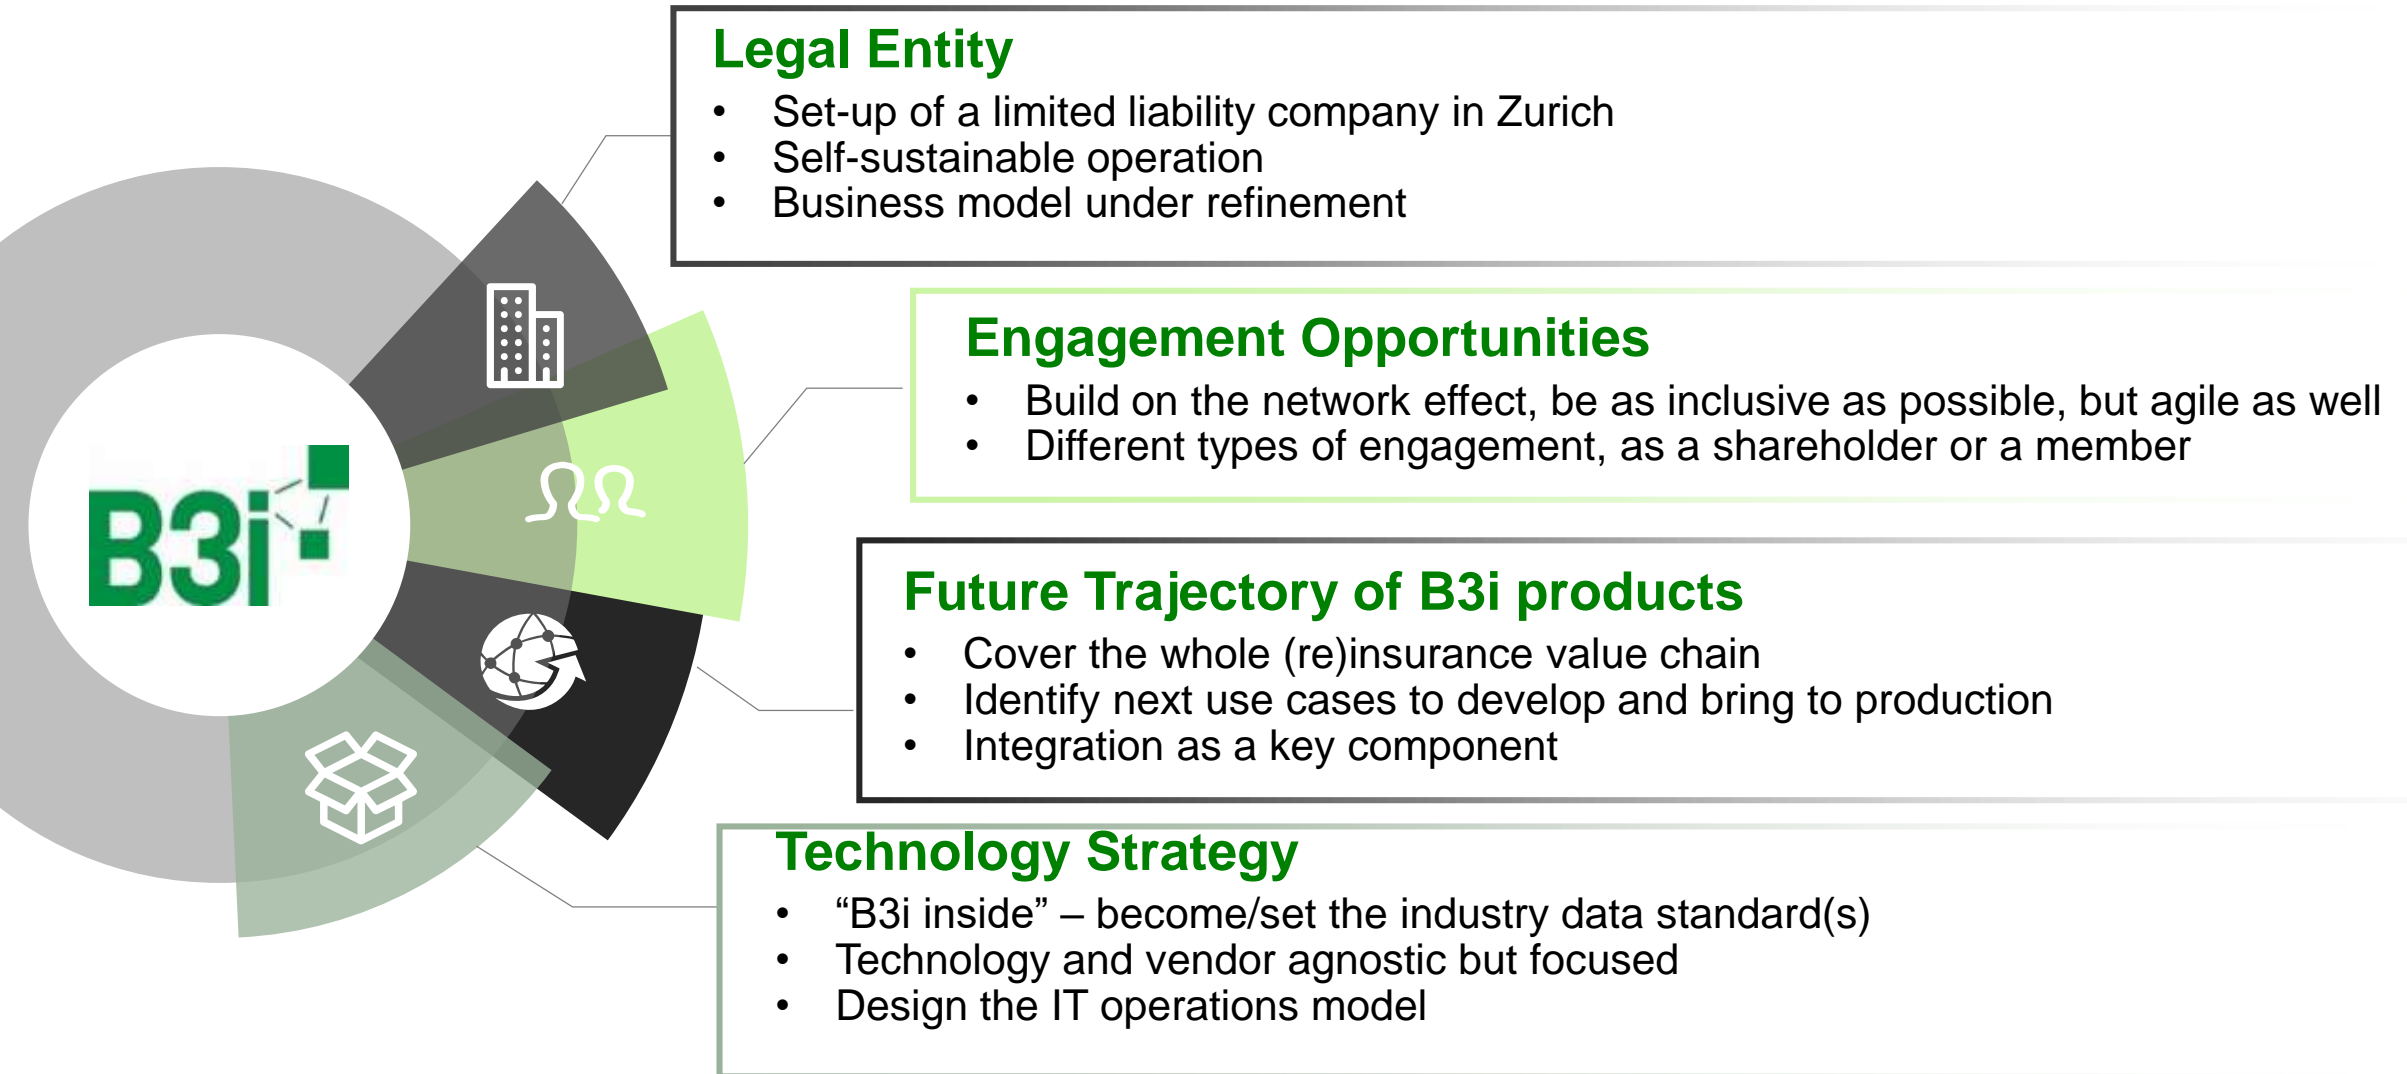 B3i
Legal Entity
• Set-up of a limited liability company in Zurich
• Self-sustainable operation
• Business model under refinement
Engagement Opportunities
• Build on the network effect, be as inclusive as possible, but agile as well
• Different types of engagement, as a shareholder or a member
Future Trajectory of B3i products
• Cover the whole (re)insurance value chain
• Identify next use cases to develop and bring to production
• Integration as a key component
Technology Strategy
• “B3i inside” – become/set the industry data standard(s)
• Technology and vendor agnostic but focused
• Design the IT operations model